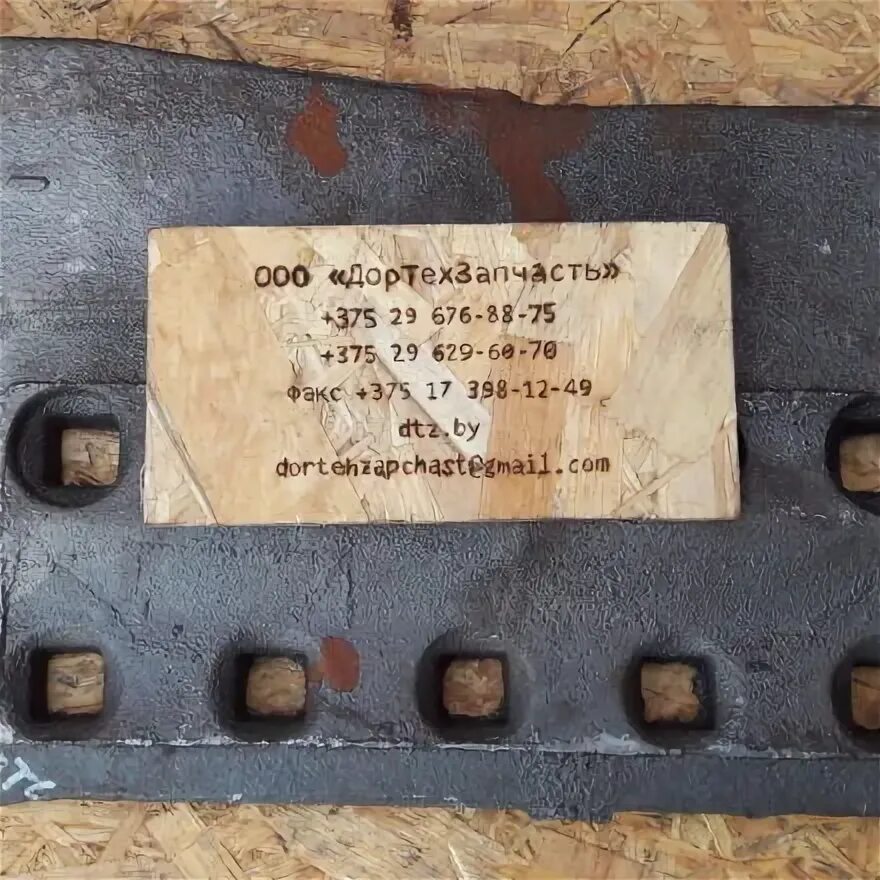 ООО «ДорТехЗапчасть»
+375 29 676-88-75
+375 29 629-60-70
факс +375 17 398-12-49
dtz.by
dortehzapchast@gmail.com